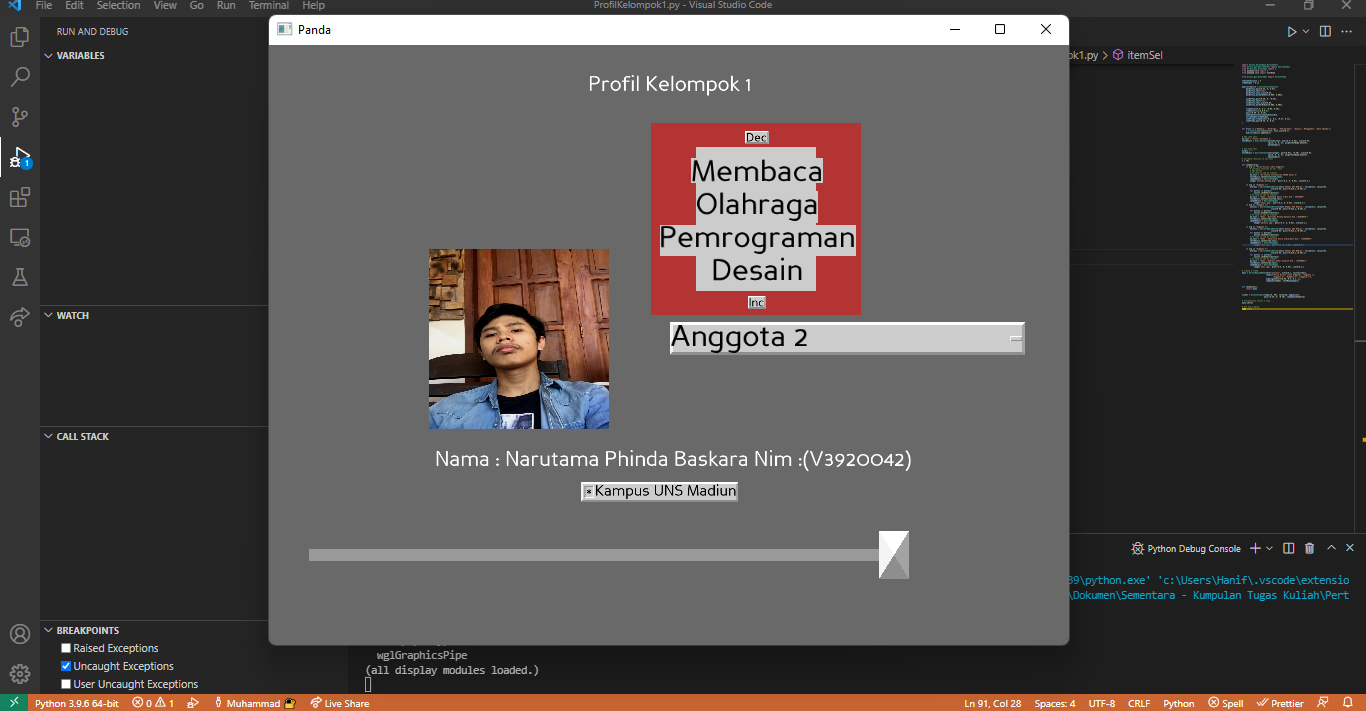 File Edit Selection View Go Run Terminal Help
ProfilKelompok1.py - Visual Studio Code
RUN AND DEBUG
VARIABLES
WATCH
CALL STACK
BREAKPOINTS
Raised Exceptions
Uncaught Exceptions
User Uncaught Exceptions
1
Panda
Profil Kelompok 1
Dec
Membaca
Olahraga
Pemrograman
Desain
Inc
Anggota 2
Nama : Narutama Phinda Baskara Nim :(V3920042)
*Kampus UNS Madiun
ok1.py > itemSel
Python Debug Console
39\python.exe' 'c:\Users\Hanif\.vscode\extensio
\Dokumen\Sementara - Kumpulan Tugas Kuliah\Pert
wglGraphicsPipe
(all display modules loaded.)
Python 3.9.6 64-bit 0 1 Muhammad Live Share Ln 91, Col 28 Spaces: 4 UTF-8 CRLF Python Spell Prettier